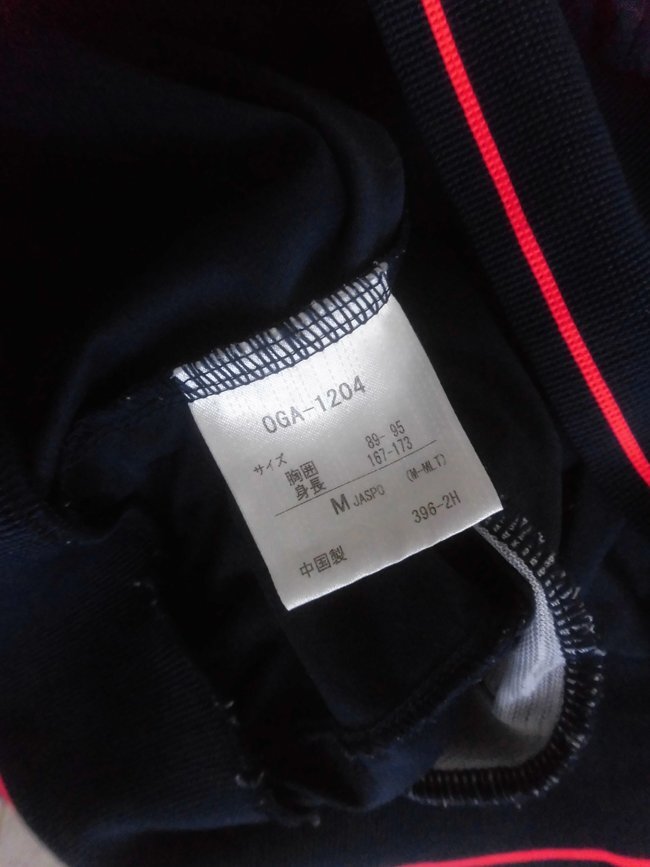 OGA-1204
サイズ
胸囲 89- 95
身長 167-173
M JASPO (M-MLT)
396-2H
中国製